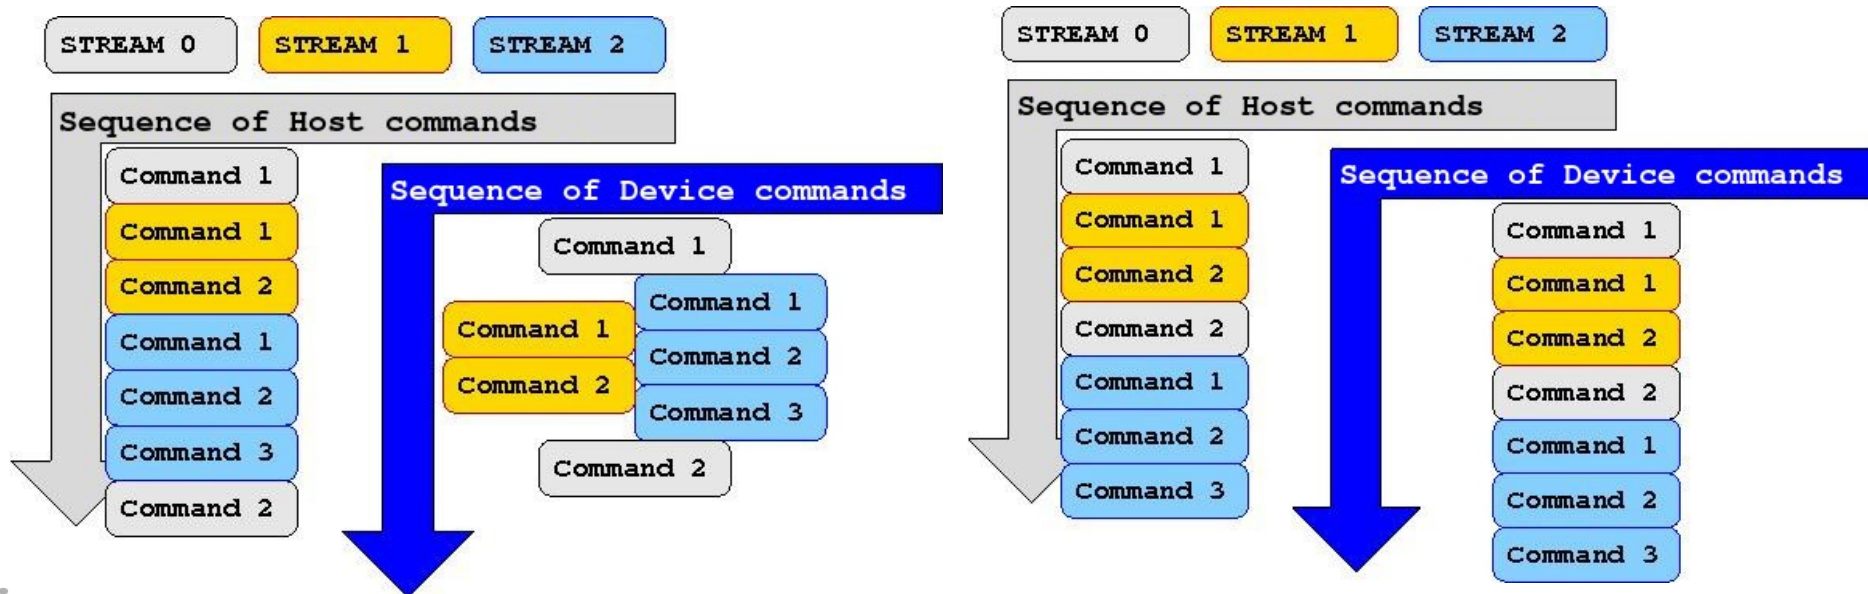 STREAM 0
STREAM 1
STREAM 2
Sequence of Host commands
Command 1
Command 1
Command 2
Command 1
Command 2
Command 3
Command 2
Sequence of Device commands
Command 1
Command 1
Command 1
Command 2
Command 2
Command 3
Command 2
STREAM 0
STREAM 1
STREAM 2
Sequence of Host commands
Command 1
Command 1
Command 2
Command 2
Command 1
Command 2
Command 3
Sequence of Device commands
Command 1
Command 1
Command 2
Command 2
Command 1
Command 2
Command 3